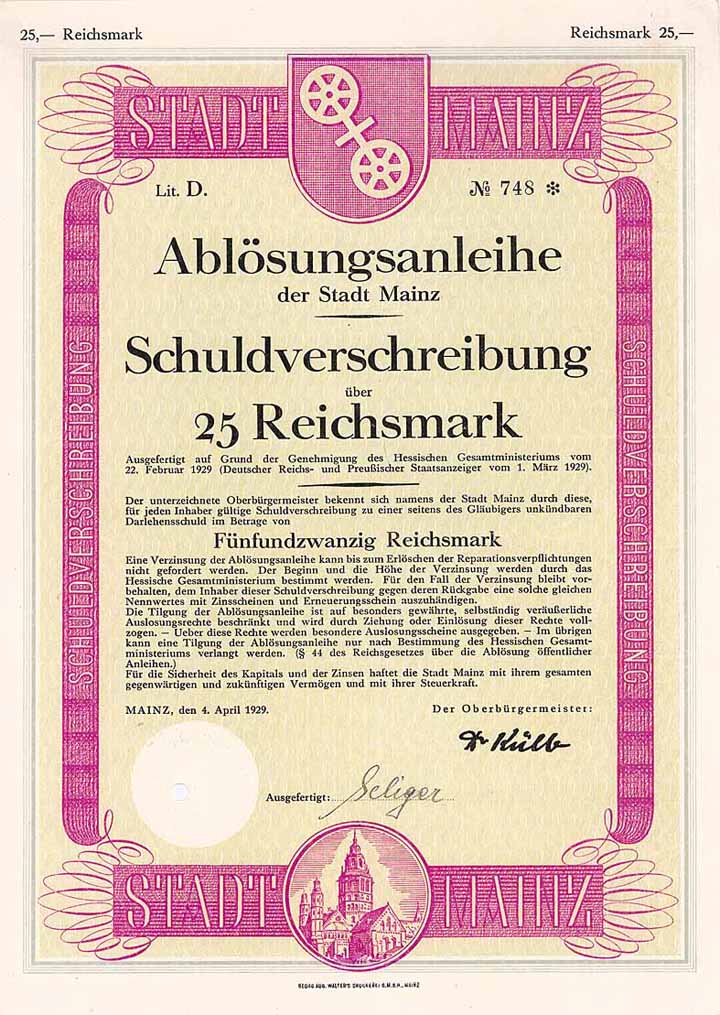 25,— Reichsmark
Reichsmark 25,—
STADT MAINZ
Lit. D.
№ 748 ✻
Ablösungsanleihe
der Stadt Mainz
Schuldverschreibung
über
25 Reichsmark
Ausgefertigt auf Grund der Genehmigung des Hessischen Gesamtministeriums vom
22. Februar 1929 (Deutscher Reichs- und Preußischer Staatsanzeiger vom 1. März 1929).
Der unterzeichnete Oberbürgermeister bekennt sich namens der Stadt Mainz durch diese,
für jeden Inhaber gültige Schuldverschreibung zu einer seitens des Gläubigers unkündbaren
Darlehensschuld im Betrage von
Fünfundzwanzig Reichsmark
Eine Verzinsung der Ablösungsanleihe kann bis zum Erlöschen der Reparationsverpflichtungen
nicht gefordert werden. Der Beginn und die Höhe der Verzinsung werden durch das
Hessische Gesamtministerium bestimmt werden. Für den Fall der Verzinsung bleibt vor-
behalten, dem Inhaber dieser Schuldverschreibung gegen deren Rückgabe eine solche gleichen
Nennwertes mit Zinsscheinen und Erneuerungsschein auszuhändigen.
Die Tilgung der Ablösungsanleihe ist auf besonders gewährte, selbständig veräußerliche
Auslosungsrechte beschränkt und wird durch Ziehung oder Einlösung dieser Rechte voll-
zogen. – Ueber diese Rechte werden besondere Auslosungsscheine ausgegeben. – Im übrigen
kann eine Tilgung der Ablösungsanleihe nur nach Bestimmung des Hessischen Gesamt-
ministeriums verlangt werden. (§ 44 des Reichsgesetzes über die Ablösung öffentlicher
Anleihen.)
Für die Sicherheit des Kapitals und der Zinsen haftet die Stadt Mainz mit ihrem gesamten
gegenwärtigen und zukünftigen Vermögen und mit ihrer Steuerkraft.
MAINZ, den 4. April 1929.
Der Oberbürgermeister:
Dr Külb
Ausgefertigt: Seliger
SCHULDVERSCHREIBUNG
SCHULDVERSCHREIBUNG
STADT MAINZ
REDAG AUG. WALTER'S DRUCKEREI G.M.B.H., MAINZ